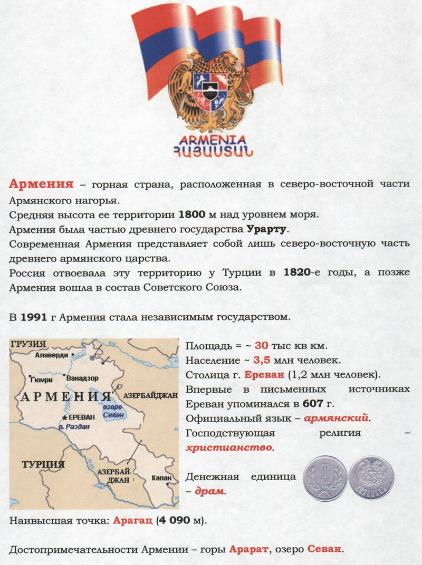 ARMENIA
ՀԱՅԱՍՏԱՆ
Армения – горная страна, расположенная в северо-восточной части
Армянского нагорья.
Средняя высота ее территории 1800 м над уровнем моря.
Армения была частью древнего государства Урарту.
Современная Армения представляет собой лишь северо-восточную часть
древнего армянского царства.
Россия отвоевала эту территорию у Турции в 1820-е годы, а позже
Армения вошла в состав Советского Союза.
В 1991 г Армения стала независимым государством.
ГРУЗИЯ
Алаверди
Гюмри
Ванадзор
АЗЕРБАЙДЖАН
АРМЕНИЯ
озеро
Севан
ЕРЕВАН
р. Раздан
ТУРЦИЯ
АЗЕРБАЙ
ДЖАН
Капан
Площадь = ~ 30 тыс кв км.
Население ~ 3,5 млн человек.
Столица г. Ереван (1,2 млн человек).
Впервые в письменных источниках
Ереван упоминался в 607 г.
Официальный язык – армянский.
Господствующая религия –
христианство.
Денежная единица
– драм.
1
Наивысшая точка: Арагац (4 090 м).
Достопримечательности Армении – горы Арарат, озеро Севан.